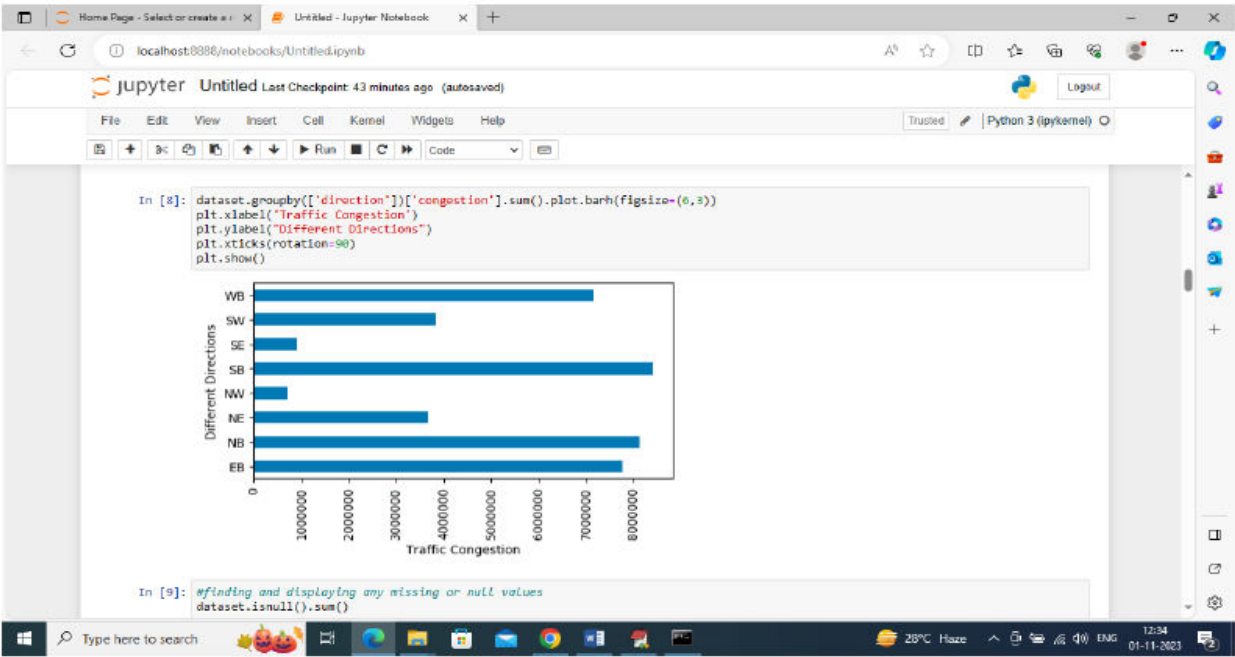 Home Page - Select or create a n
Untitled - Jupyter Notebook
localhost:8888/notebooks/Untitled.ipynb
jupyter Untitled Last Checkpoint: 43 minutes ago (autosaved)
Logout
File Edit View Insert Cell Kernel Widgets Help
Trusted Python 3 (ipykernel)
Run Code
In [8]: dataset.groupby(['direction'])['congestion'].sum().plot.barh(figsize=(6,3))
plt.xlabel('Traffic Congestion')
plt.ylabel("Different Directions")
plt.xticks(rotation=90)
plt.show()
WB
SW
SE
SB
NW
NE
NB
EB
Different Directions
0 1000000 2000000 3000000 4000000 5000000 6000000 7000000 8000000
Traffic Congestion
In [9]: #finding and displaying any missing or null values
dataset.isnull().sum()
Type here to search
28°C Haze
ENG
12:34
01-11-2023